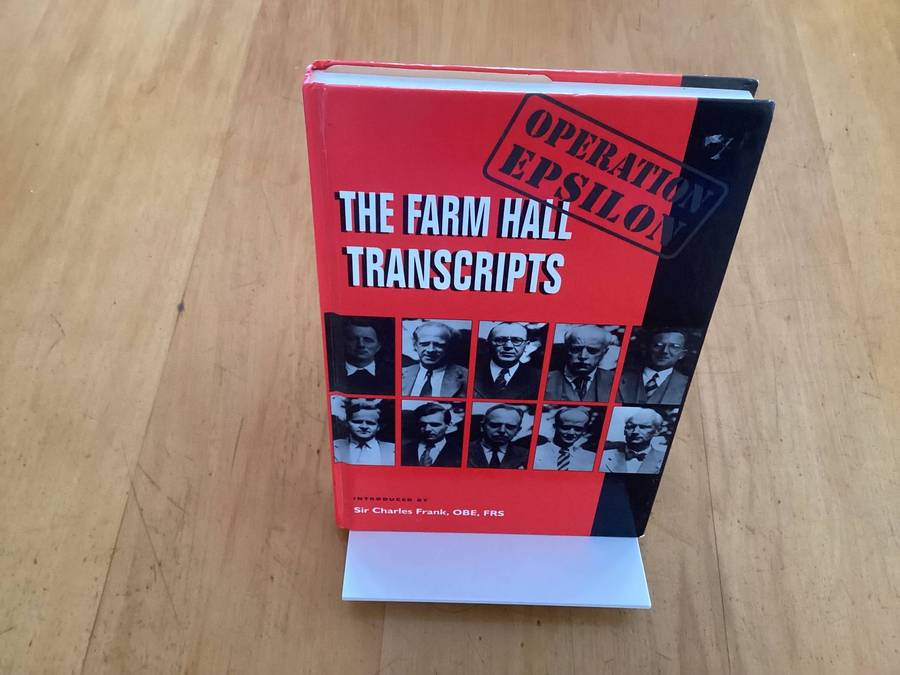 OPERATION
EPSILON
THE FARM HALL
TRANSCRIPTS
INTRODUCED BY
Sir Charles Frank, OBE, FRS